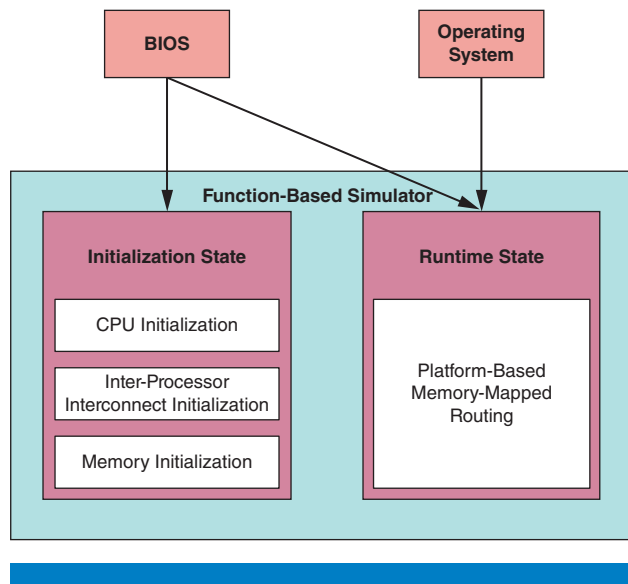 BIOS
Operating
System
Function-Based Simulator
Initialization State
CPU Initialization
Inter-Processor
Interconnect Initialization
Memory Initialization
Runtime State
Platform-Based
Memory-Mapped
Routing